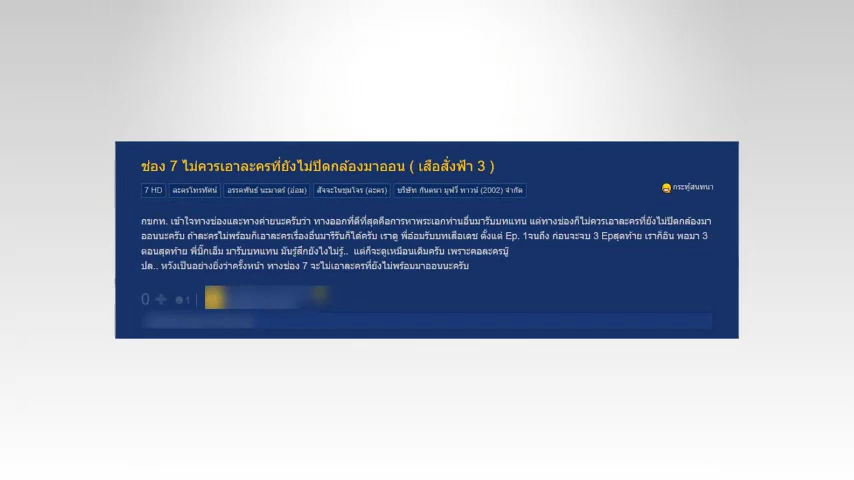 ช่อง 7 ไม่ควรเอาละครที่ยังไม่ปิดกล้องมาออน ( เสือสั่งฟ้า 3 )
7 HD ละครโทรทัศน์ อรรคพันธ์ นะมาตร์ (อ๋อม) สัจจะในชุมโจร (ละคร) บริษัท กันตนา มูฟวี่ ทาวน์ (2002) จำกัด กระทู้สนทนา
กขกท. เข้าใจทางช่องและทางค่ายนะครับว่า ทางออกที่ดีที่สุดคือการหาพระเอกท่านอื่นมารับบทแทน แต่ทางช่องก็ไม่ควรเอาละครที่ยังไม่ปิดกล้องมา
ออนนะครับ ถ้าละครไม่พร้อมก็เอาละครเรื่องอื่นมารีรันก็ได้ครับ เราดู พี่อ๋อมรับบทเสือเดช ตั้งแต่ Ep. 1จนถึง ก่อนจะจบ 3 Epสุดท้าย เราก็อิน พอมา 3
ตอนสุดท้าย พี่บิ๊กเอ็ม มารับบทแทน มันรู้สึกยังไงไม่รู้.. แต่ก็จะดูเหมือนเดิมครับ เพราะคอละครบู๊
ปล.. หวังเป็นอย่างยิ่งว่าครั้งหน้า ทางช่อง 7 จะไม่เอาละครที่ยังไม่พร้อมมาออนนะครับ
0 1